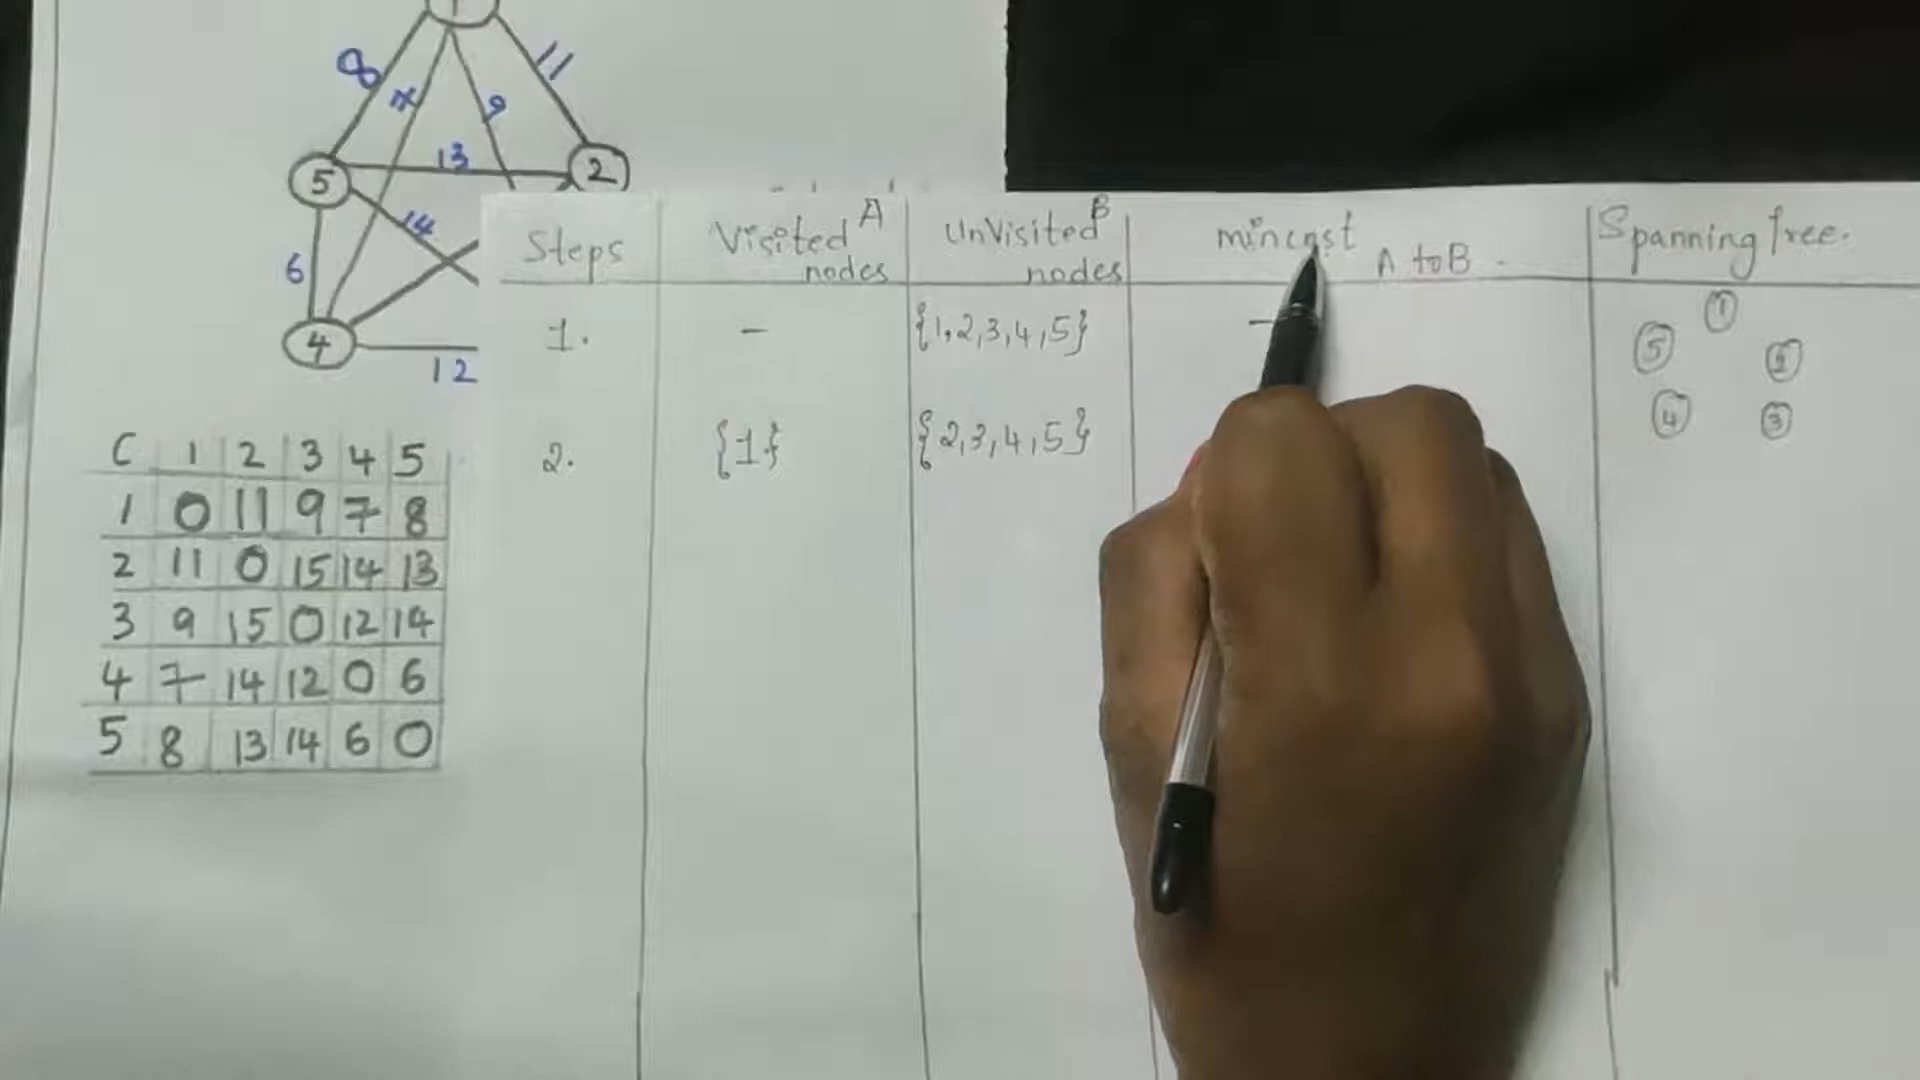 1
8 7 9 11
13
5 2
14
6
4
12
C 1 2 3 4 5
1 0 11 9 7 8
2 11 0 15 14 13
3 9 15 0 12 14
4 7 14 12 0 6
5 8 13 14 6 0
Steps Visited nodes A UnVisited nodes B mincost A to B . Spanning Tree.
1. - {1,2,3,4,5} -
2. {1} {2,3,4,5}
1
5 2
4 3